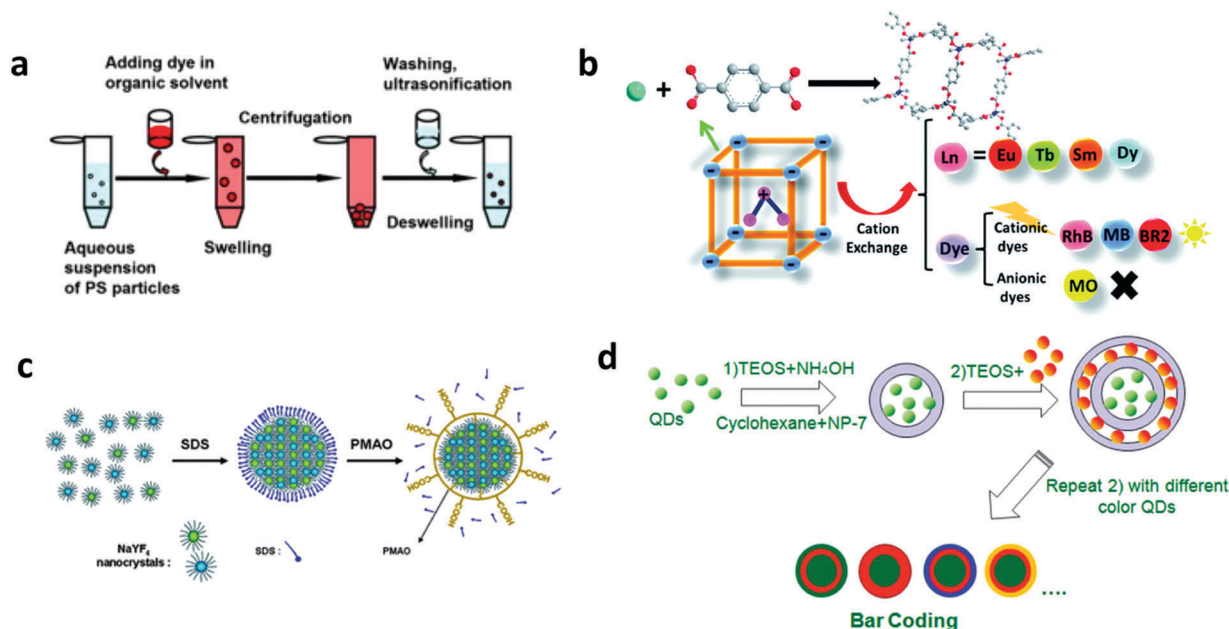 a
Adding dye in
organic solvent
Centrifugation
Washing,
ultrasonification
Deswelling
Aqueous
suspension
of PS particles
Swelling
b
+
-
-
-
-
+
-
-
-
-
Cation
Exchange
Ln = Eu Tb Sm Dy
Dye
Cationic
dyes
RhB MB BR2
Anionic
dyes
MO
c
SDS
PMAO
HOOC
COOH
NaYF₄
nanocrystals :
SDS :
PMAO
d
QDs
1)TEOS+NH₄OH
Cyclohexane+NP-7
2)TEOS+
Repeat 2) with different
color QDs
....
Bar Coding